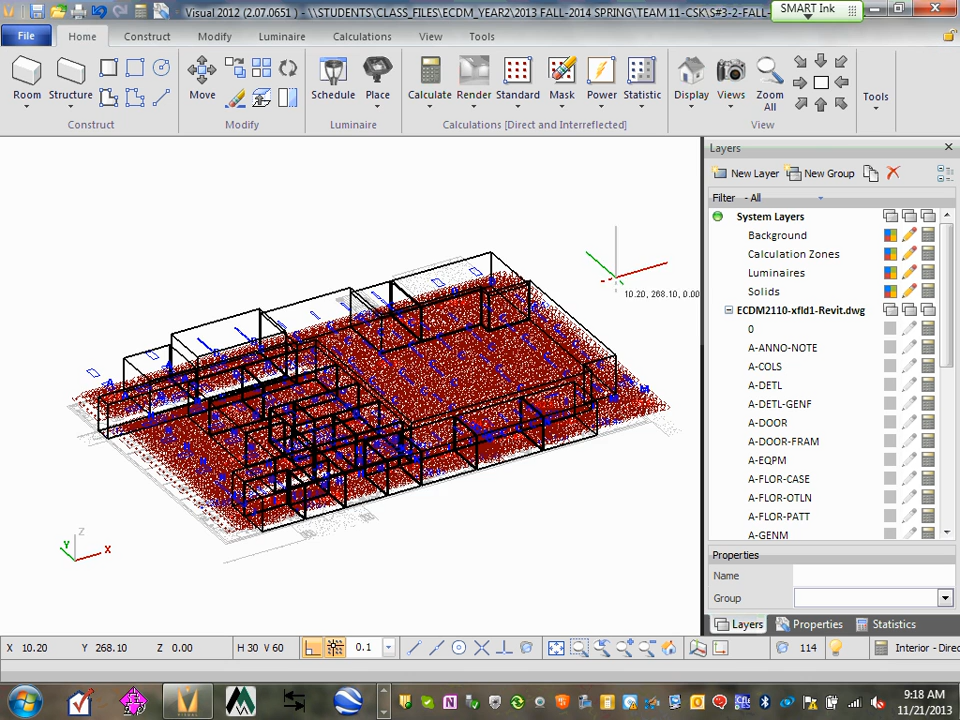 Visual 2012 (2.07.0651 ) - \\STUDENTS\CLASS_FILES\ECDM_YEAR2\2013 FALL-2014 SPRING\TEAM 11-CSK\S#3-2-FALL-
SMART Ink
File Home Construct Modify Luminaire Calculations View Tools
Room Structure Move Schedule Place Calculate Render Standard Mask Power Statistic Display Views Zoom All Tools
Construct Modify Luminaire Calculations [Direct and Interreflected] View
Layers
New Layer New Group
Filter - All
System Layers
Background
Calculation Zones
Luminaires
Solids
ECDM2110-xfld1-Revit.dwg
0
A-ANNO-NOTE
A-COLS
A-DETL
A-DETL-GENF
A-DOOR
A-DOOR-FRAM
A-EQPM
A-FLOR-CASE
A-FLOR-OTLN
A-FLOR-PATT
A-GENM
10.20, 268.10, 0.00
Z
Y
X
Properties
Name
Group
Layers Properties Statistics
X 10.20 Y 268.10 Z 0.00 H 30 V 60 0.1 114 Interior - Direc
9:18 AM
11/21/2013